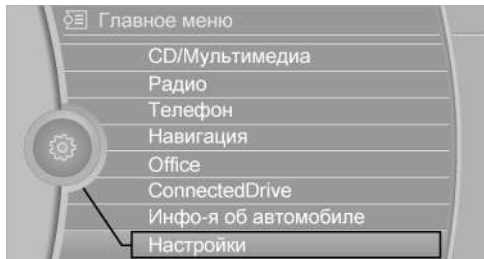 Главное меню
CD/Мультимедиа
Радио
Телефон
Навигация
Office
ConnectedDrive
Инфо-я об автомобиле
Настройки